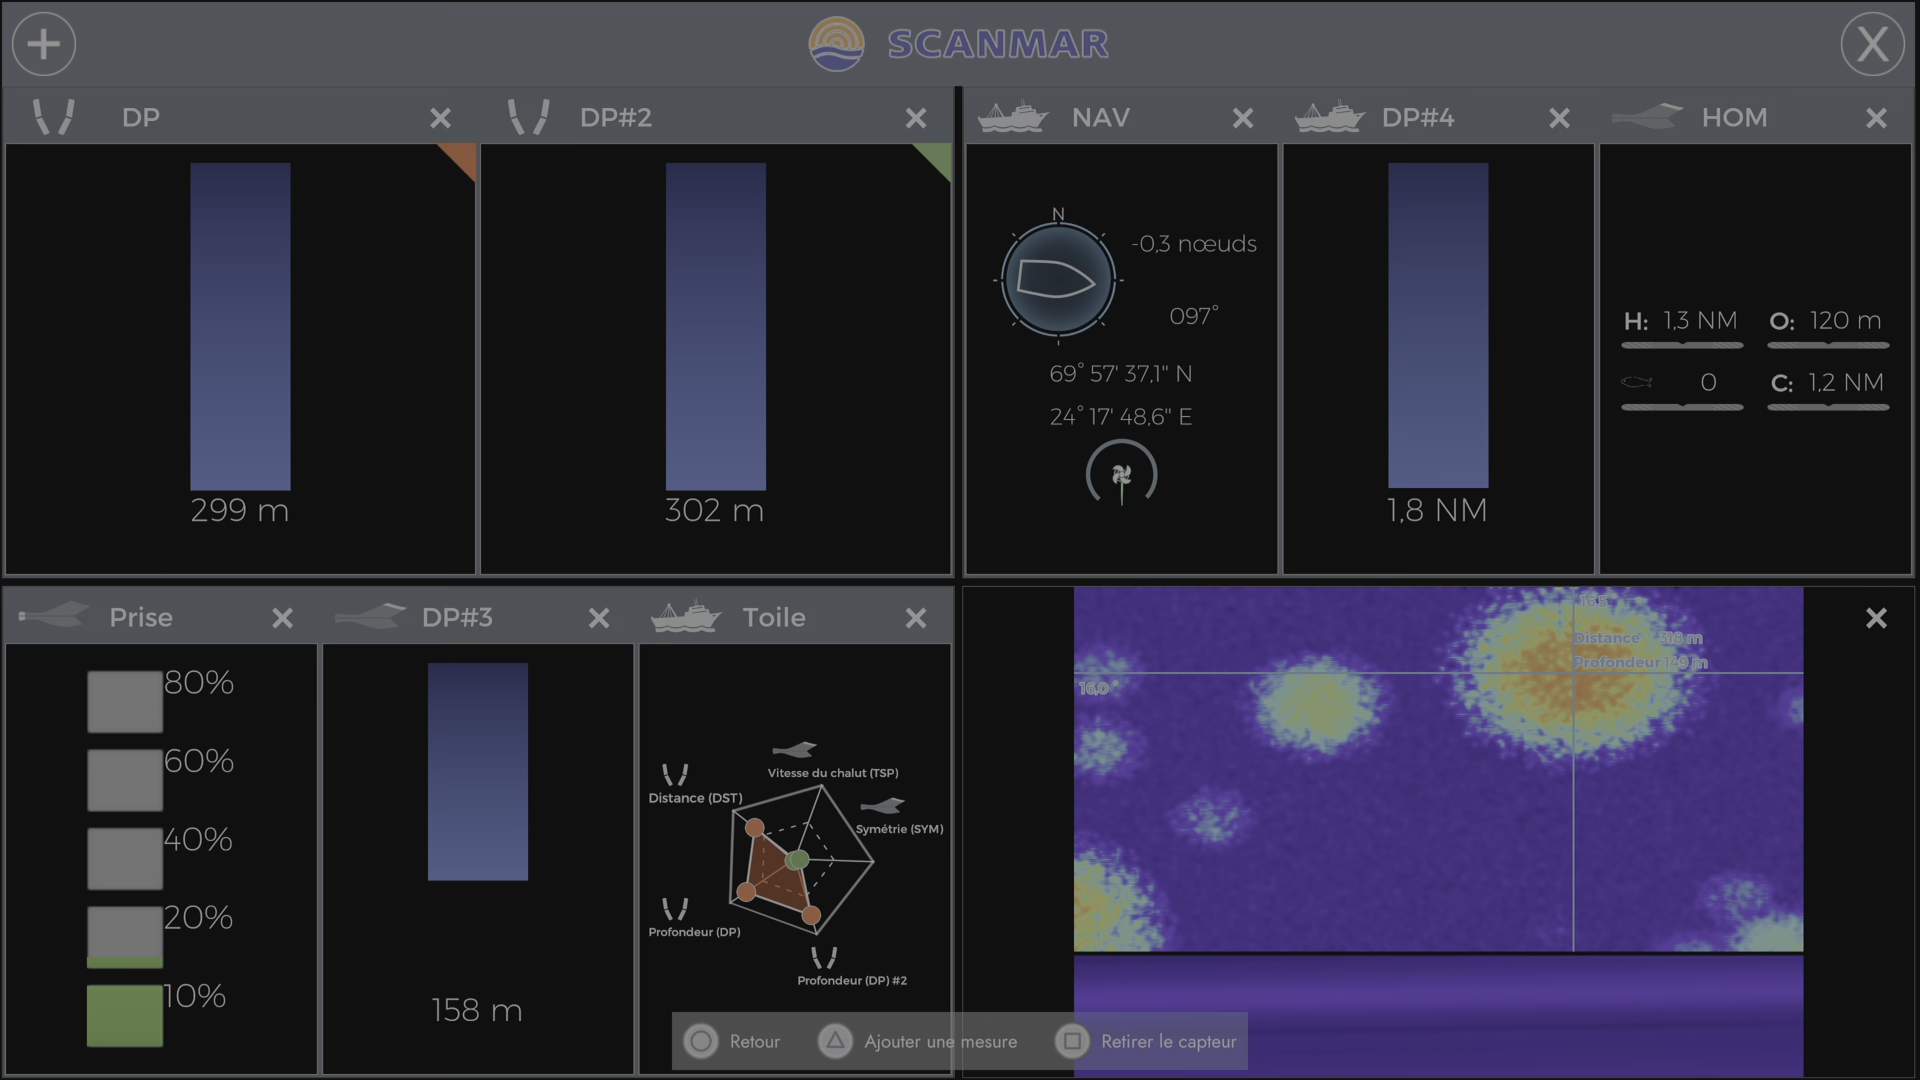 SCANMAR
DP
DP#2
NAV
DP#4
HOM
299 m
302 m
N
-0,3 nœuds
097°
69° 57' 37,1" N
24° 17' 48,6" E
1,8 NM
H: 1,3 NM
O: 120 m
0
C: 1,2 NM
Prise
DP#3
Toile
80%
60%
40%
20%
10%
158 m
Vitesse du chalut (TSP)
Distance (DST)
Symétrie (SYM)
Profondeur (DP)
Profondeur (DP) #2
Distance 318 m
Profondeur 149 m
16,0°
Retour
Ajouter une mesure
Retirer le capteur